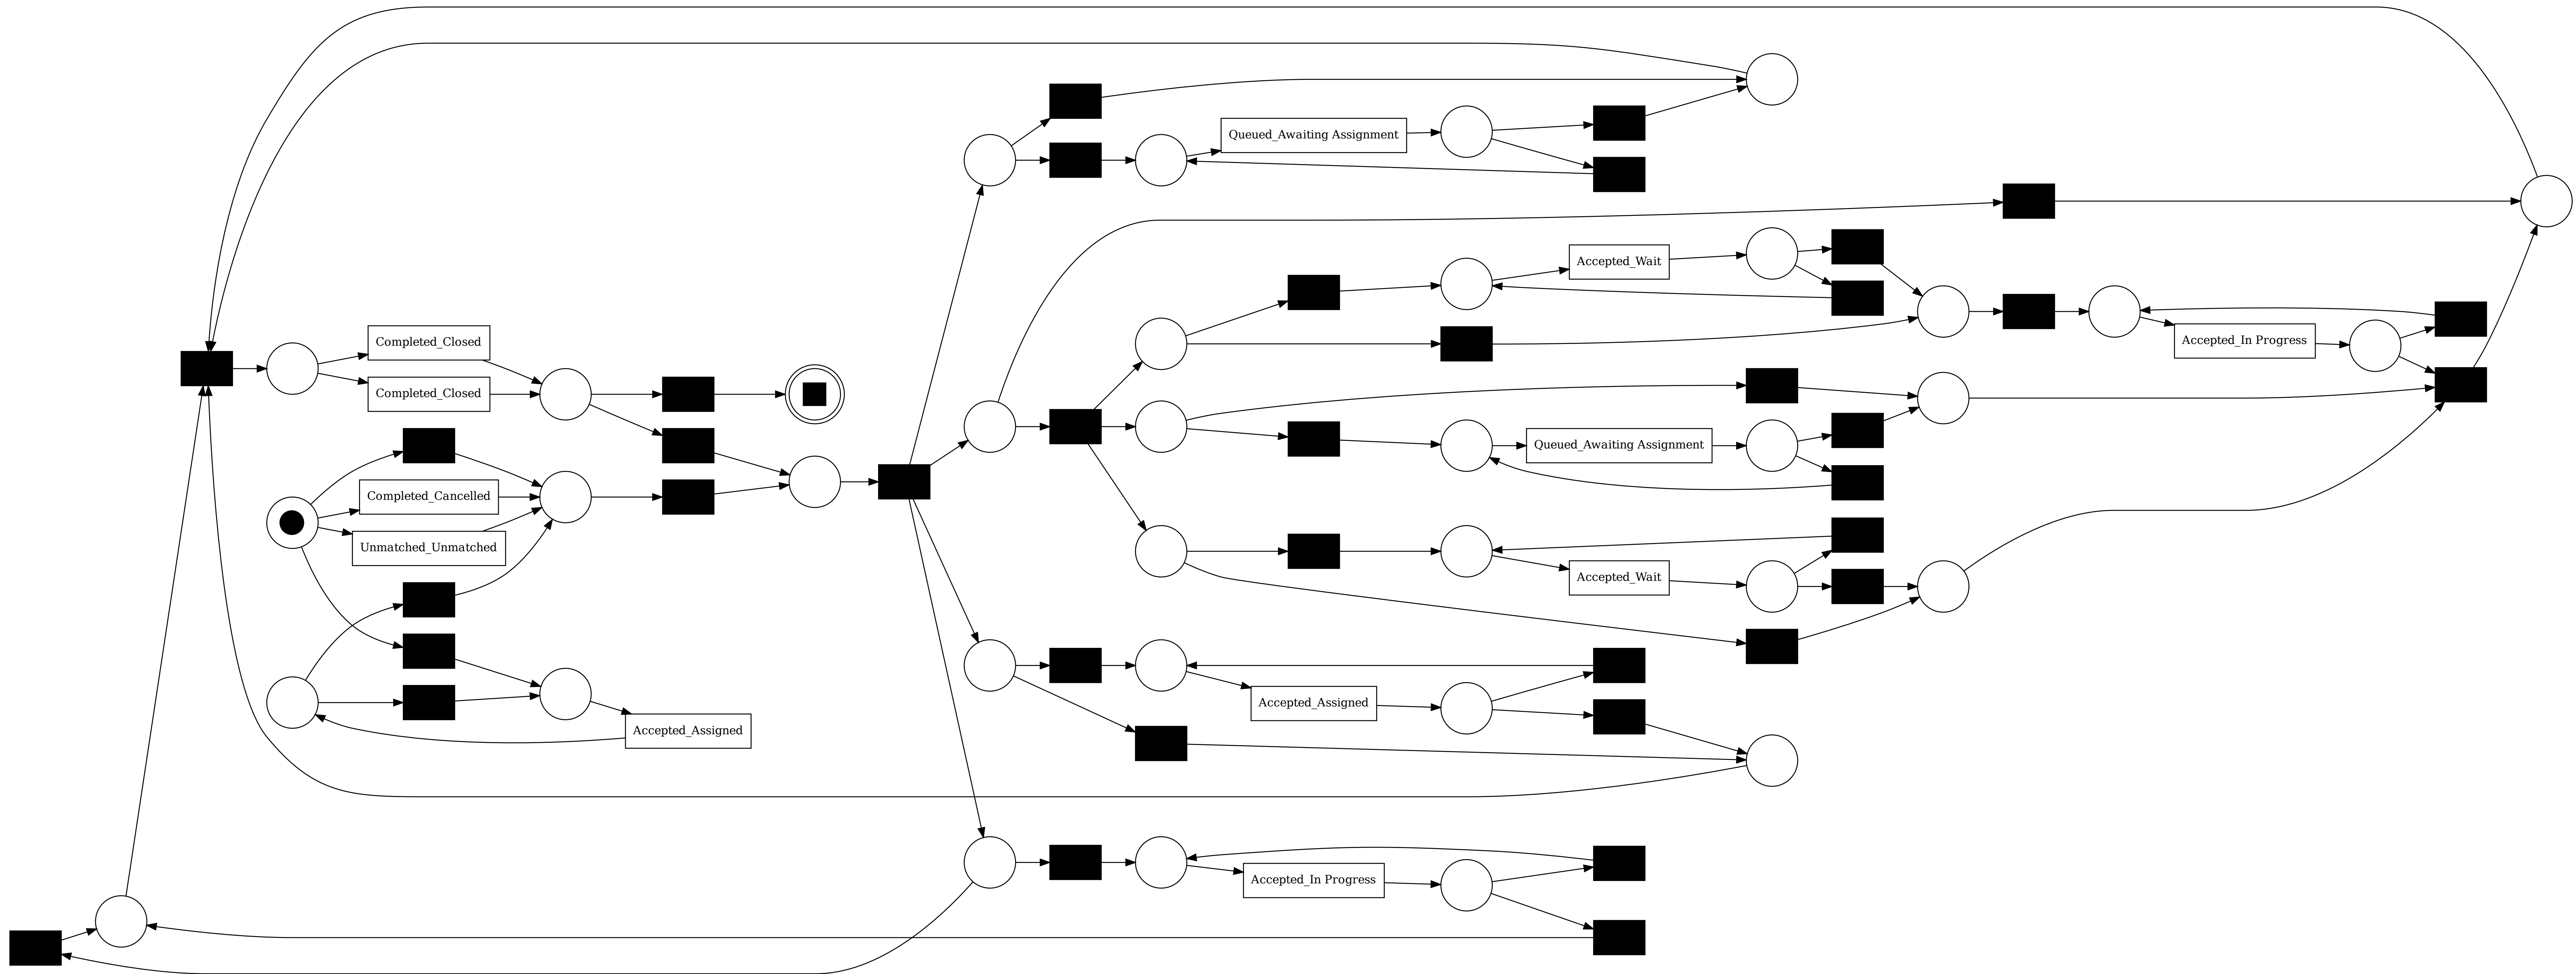 Queued_Awaiting Assignment
Accepted_Wait
Completed_Closed
Accepted_In Progress
Completed_Closed
Queued_Awaiting Assignment
Completed_Cancelled
Unmatched_Unmatched
Accepted_Wait
Accepted_Assigned
Accepted_Assigned
Accepted_In Progress